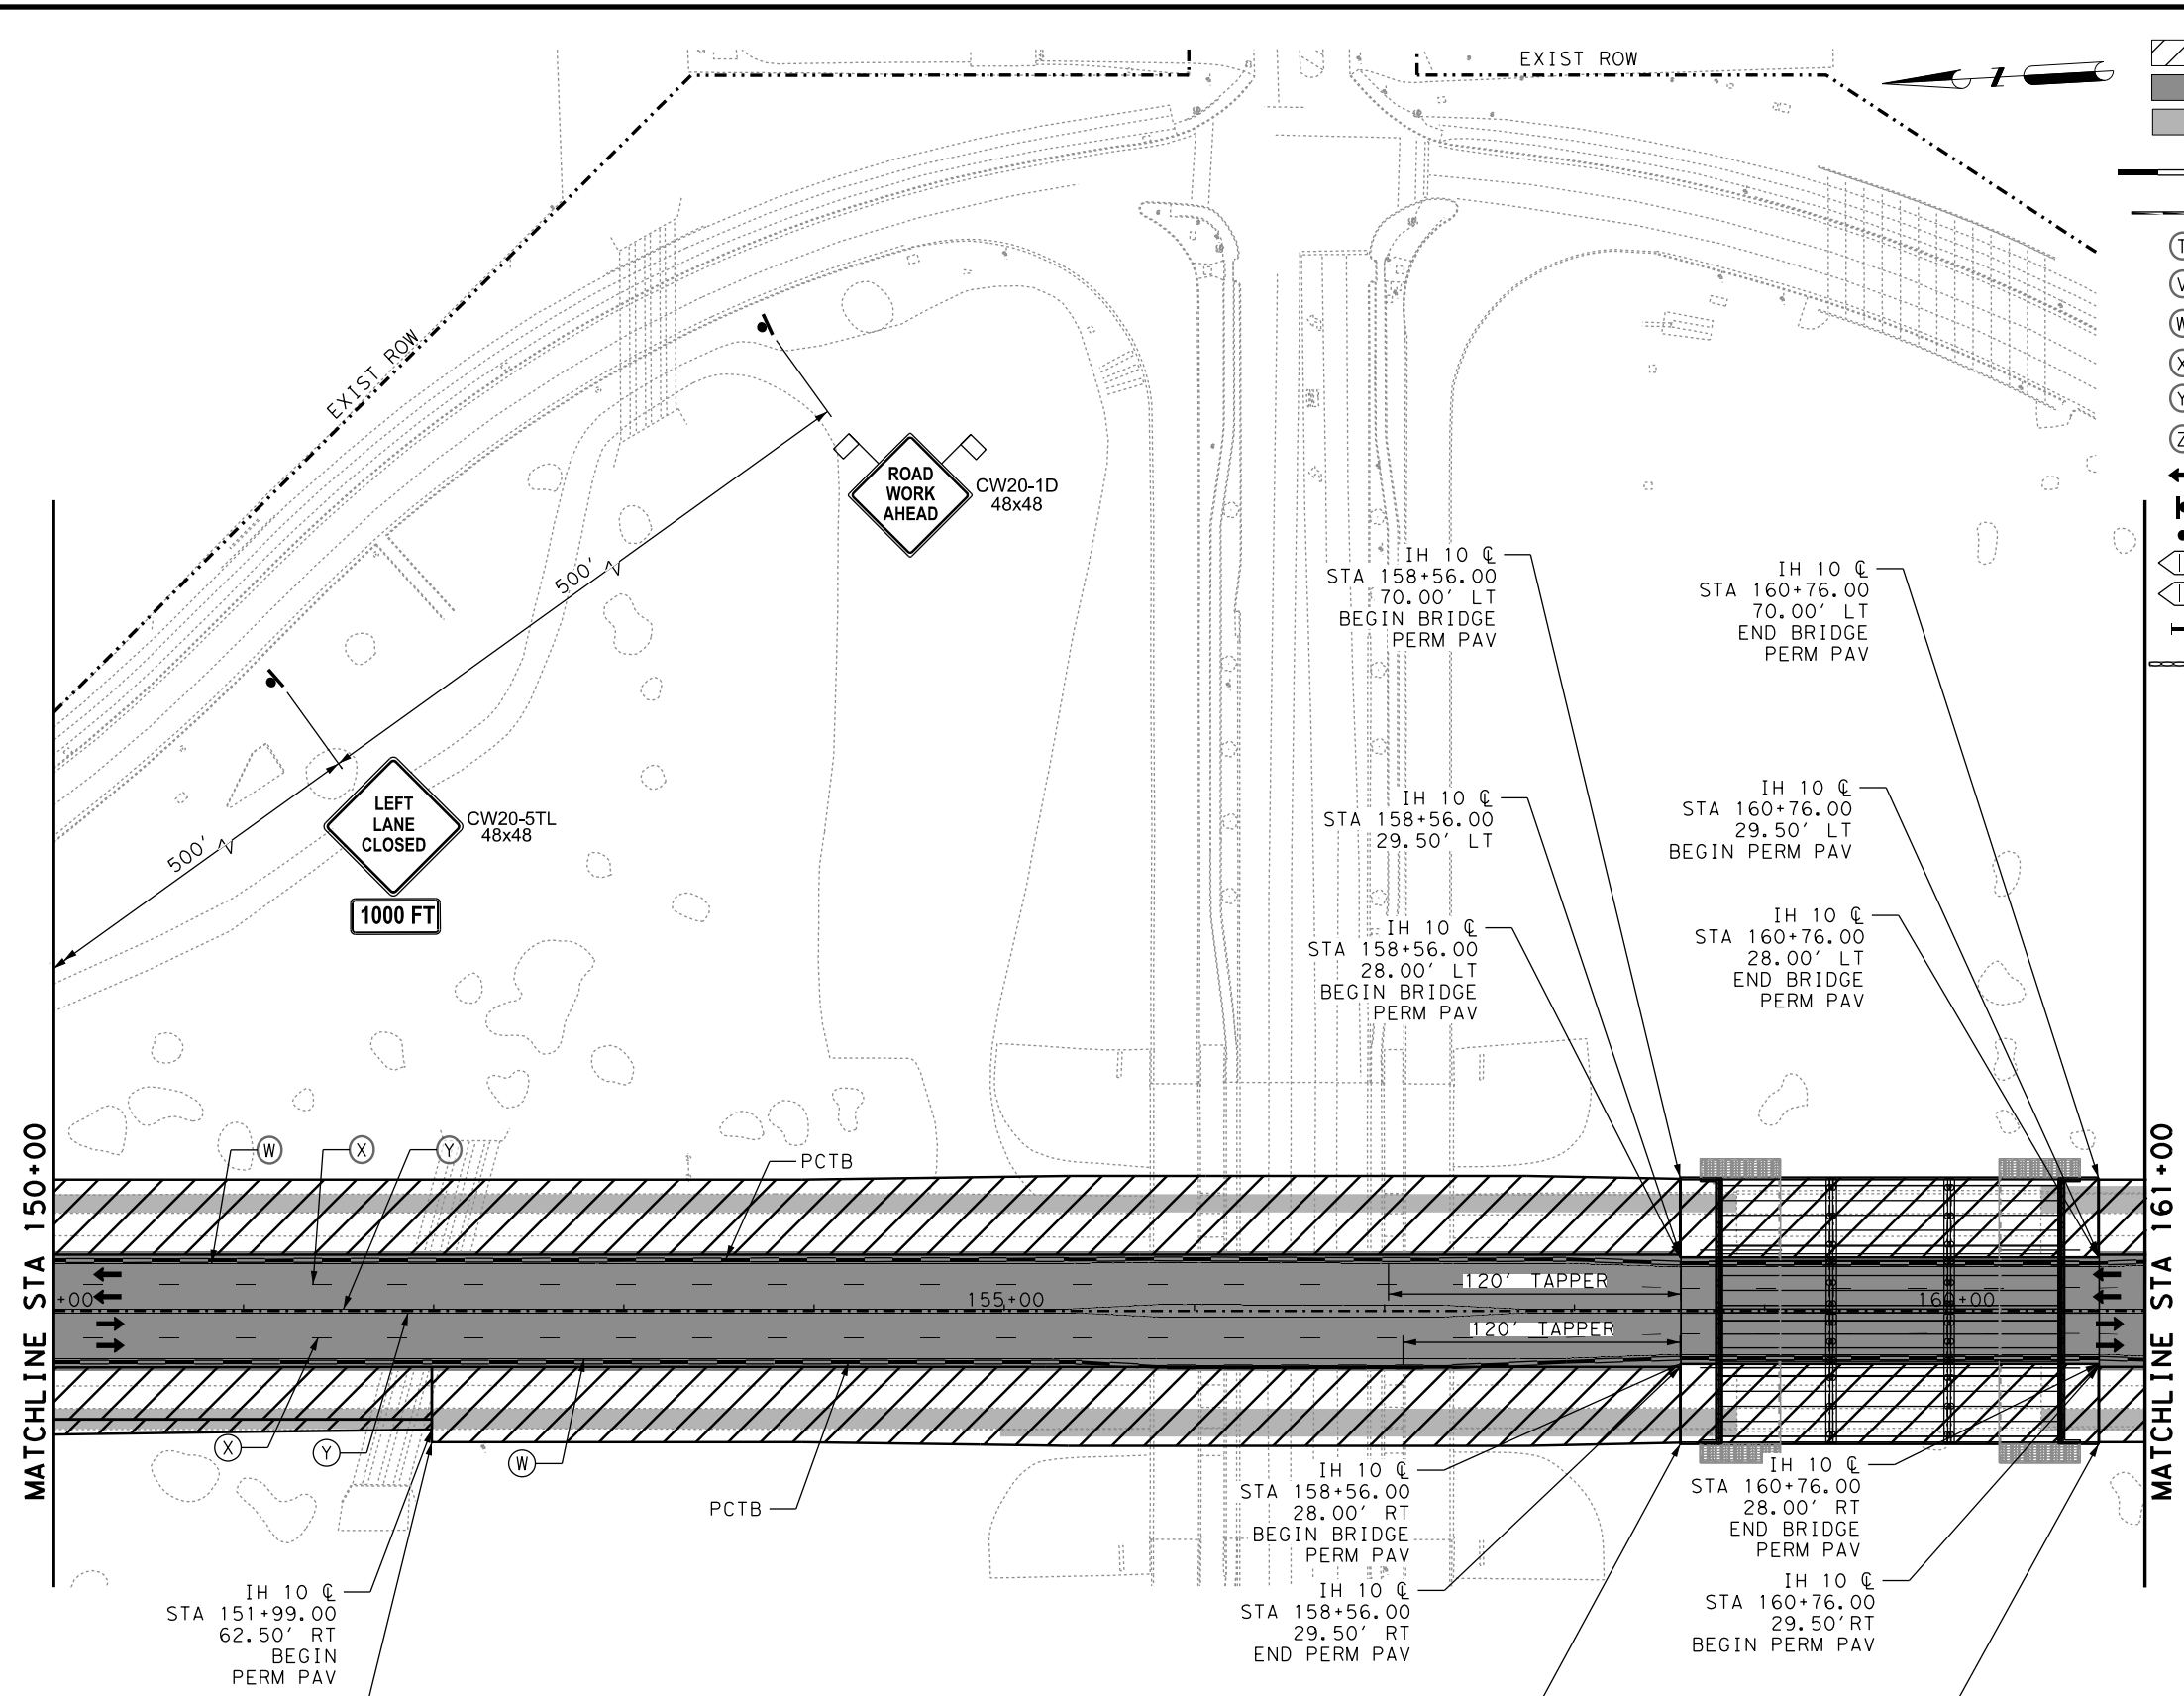 EXIST ROW
Z
EXIST ROW
500'
ROAD
WORK
AHEAD
CW20-1D
48x48
500'
LEFT
LANE
CLOSED
1000 FT
CW20-5TL
48x48
IH 10 ℄
STA 158+56.00
70.00' LT
BEGIN BRIDGE
PERM PAV
IH 10 ℄
STA 160+76.00
70.00' LT
END BRIDGE
PERM PAV
IH 10 ℄
STA 158+56.00
29.50' LT
IH 10 ℄
STA 160+76.00
29.50' LT
BEGIN PERM PAV
IH 10 ℄
STA 158+56.00
28.00' LT
BEGIN BRIDGE
PERM PAV
IH 10 ℄
STA 160+76.00
28.00' LT
END BRIDGE
PERM PAV
MATCHLINE STA 150+00
W
X
Y
PCTB
+00
155+00
120' TAPPER
120' TAPPER
160+00
MATCHLINE STA 161+00
X
Y
W
PCTB
IH 10 ℄
STA 151+99.00
62.50' RT
BEGIN
PERM PAV
IH 10 ℄
STA 158+56.00
28.00' RT
BEGIN BRIDGE
PERM PAV
IH 10 ℄
STA 158+56.00
29.50' RT
END PERM PAV
IH 10 ℄
STA 160+76.00
28.00' RT
END BRIDGE
PERM PAV
IH 10 ℄
STA 160+76.00
29.50'RT
BEGIN PERM PAV
T
V
W
X
Y
Z